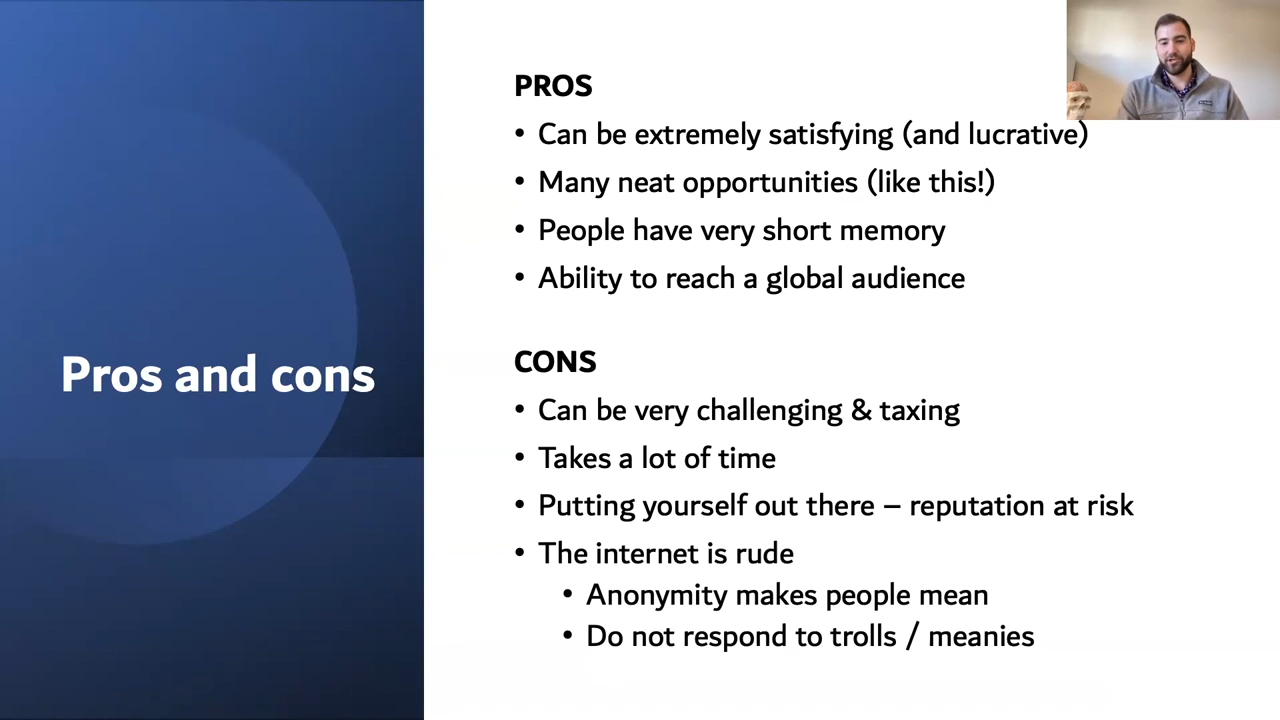 Pros and cons
PROS
• Can be extremely satisfying (and lucrative)
• Many neat opportunities (like this!)
• People have very short memory
• Ability to reach a global audience
CONS
• Can be very challenging & taxing
• Takes a lot of time
• Putting yourself out there – reputation at risk
• The internet is rude
• Anonymity makes people mean
• Do not respond to trolls / meanies